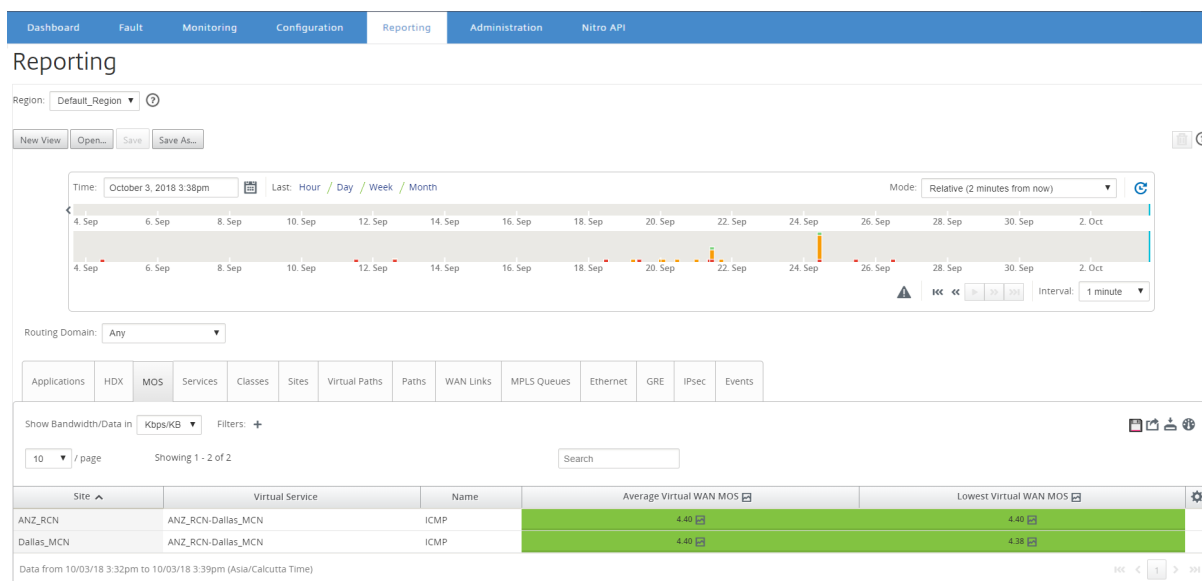 Dashboard Fault Monitoring Configuration Reporting Administration Nitro API
Reporting
Region: Default_Region
New View Open... Save Save As...
Time: October 3, 2018 3:38pm Last: Hour / Day / Week / Month Mode: Relative (2 minutes from now)
4. Sep 6. Sep 8. Sep 10. Sep 12. Sep 14. Sep 16. Sep 18. Sep 20. Sep 22. Sep 24. Sep 26. Sep 28. Sep 30. Sep 2. Oct
4. Sep 6. Sep 8. Sep 10. Sep 12. Sep 14. Sep 16. Sep 18. Sep 20. Sep 22. Sep 24. Sep 26. Sep 28. Sep 30. Sep 2. Oct
Interval: 1 minute
Routing Domain: Any
Applications HDX MOS Services Classes Sites Virtual Paths Paths WAN Links MPLS Queues Ethernet GRE IPsec Events
Show Bandwidth/Data in Kbps/KB Filters: +
10 / page Showing 1 - 2 of 2 Search
Site Virtual Service Name Average Virtual WAN MOS Lowest Virtual WAN MOS
ANZ_RCN ANZ_RCN-Dallas_MCN ICMP 4.40 4.40
Dallas_MCN ANZ_RCN-Dallas_MCN ICMP 4.40 4.38
Data from 10/03/18 3:32pm to 10/03/18 3:39pm (Asia/Calcutta Time) 1